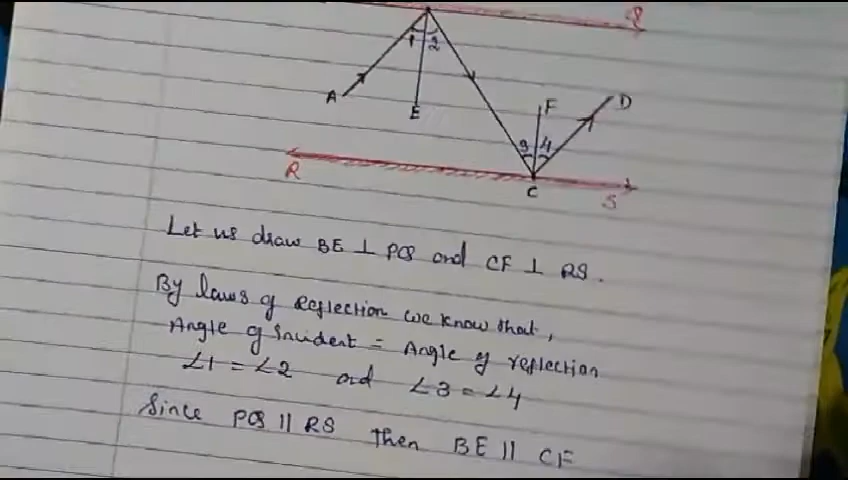 Q
1 2
A
E
F
D
3 4
R
C
S
Let us draw BE ⊥ PQ and CF ⊥ RS.
By laws of Reflection we know that,
Angle of Incident = Angle of reflection
∠1 = ∠2 and ∠3 = ∠4
Since PQ || RS then BE || CF